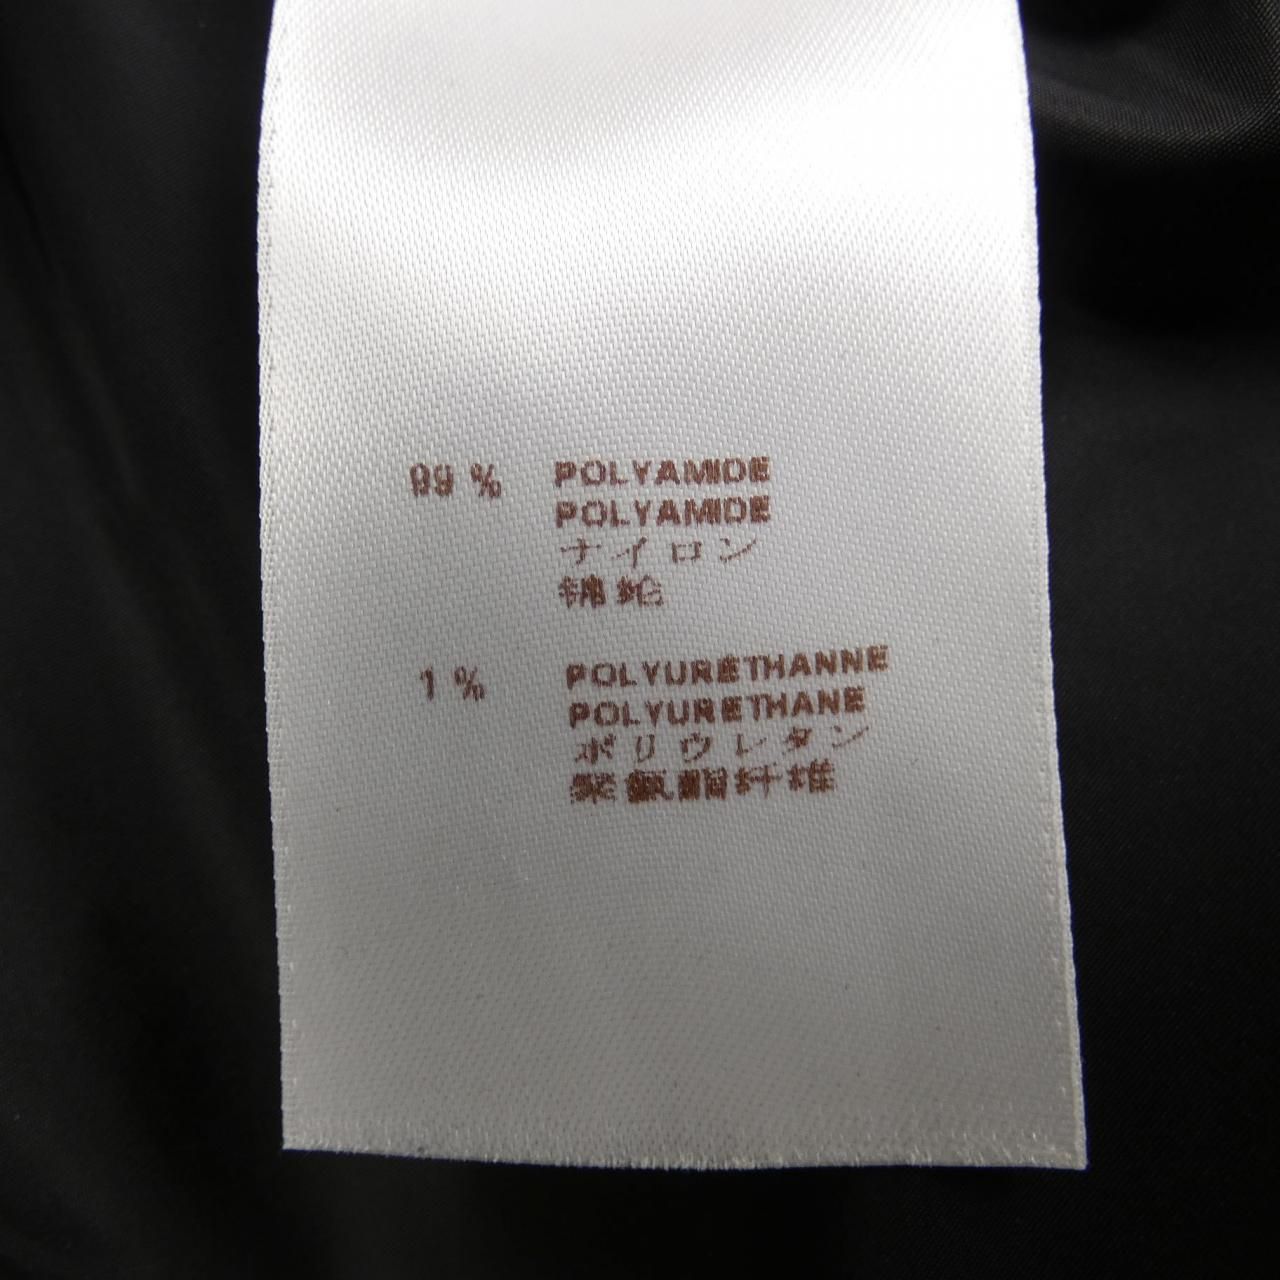 99 % POLYAMIDE
POLYAMIDE
ナイロン
锦纶
1 % POLYURÉTHANNE
POLYURETHANE
ポリウレタン
聚氨酯纤维